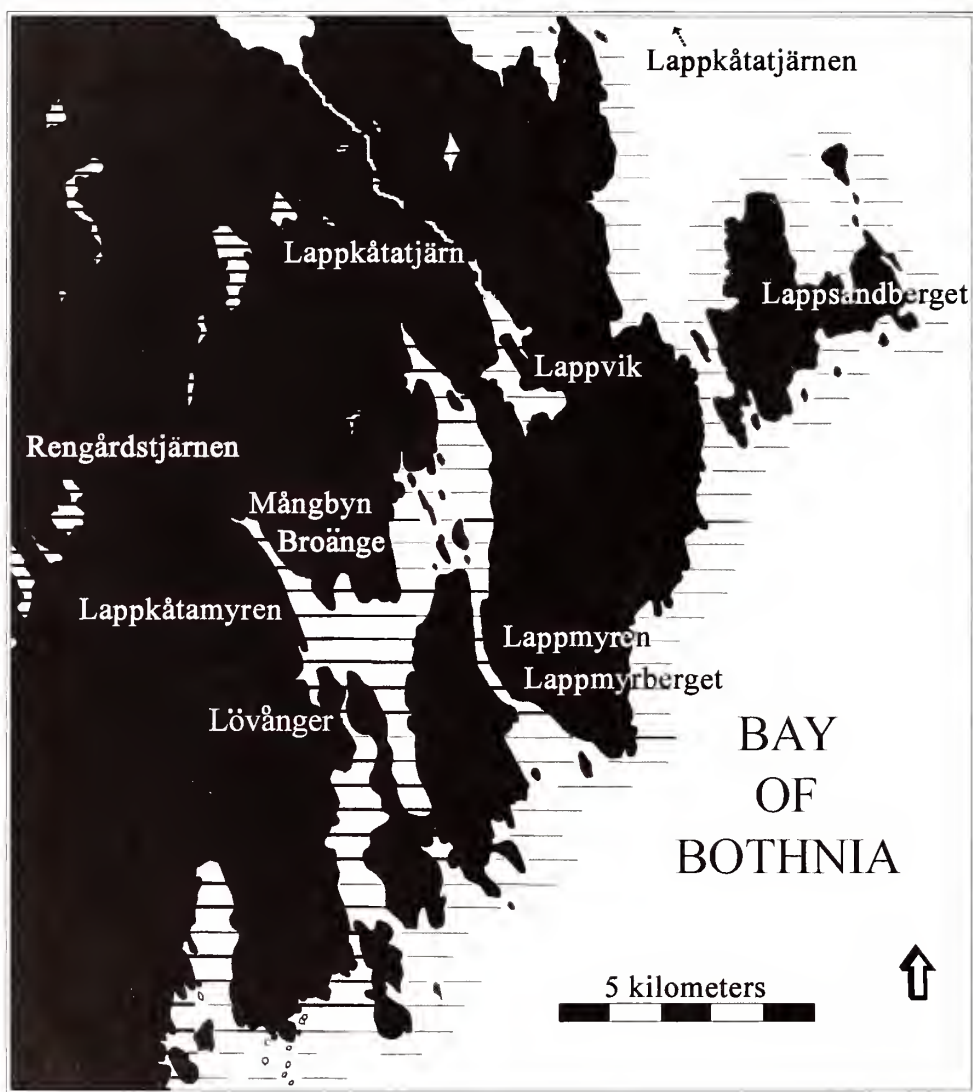 Lappkåtatjärnen
Lappkåtatjärn
Lappsandberget
Lappvik
Rengårdstjärnen
Mångbyn
Broänge
Lappkåtamyren
Lappmyren
Lappmyrberget
Lövånger
BAY
OF
BOTHNIA
5 kilometers